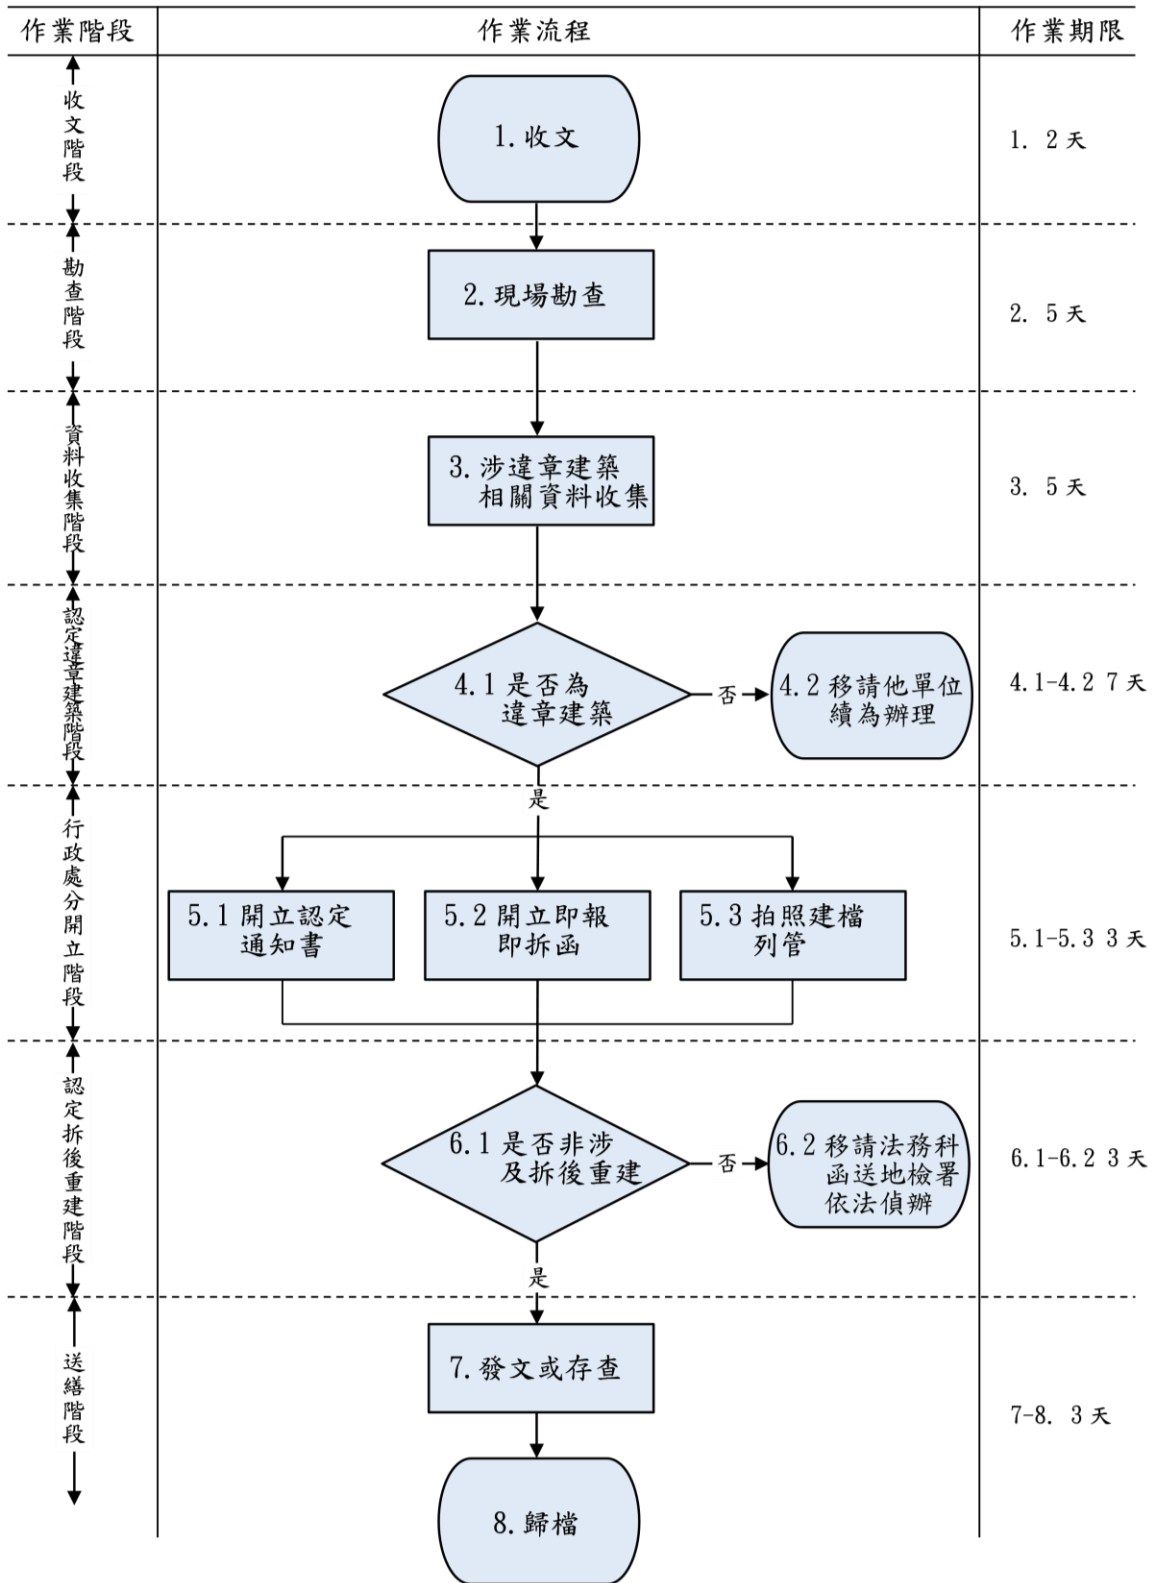 作業階段
作業流程
作業期限
收文階段
1.收文
1. 2天
勘查階段
2.現場勘查
2. 5天
資料收集階段
3.涉違章建築
相關資料收集
3. 5天
認定違章建築階段
4.1是否為
違章建築
否
4.2移請他單位
續為辦理
4.1-4.2 7天
是
行政處分開立階段
5.1開立認定
通知書
5.2開立即報
即拆函
5.3拍照建檔
列管
5.1-5.3 3天
認定拆後重建階段
6.1是否非涉
及拆後重建
否
6.2移請法務科
函送地檢署
依法偵辦
6.1-6.2 3天
是
送繕階段
7.發文或存查
7-8. 3天
8.歸檔